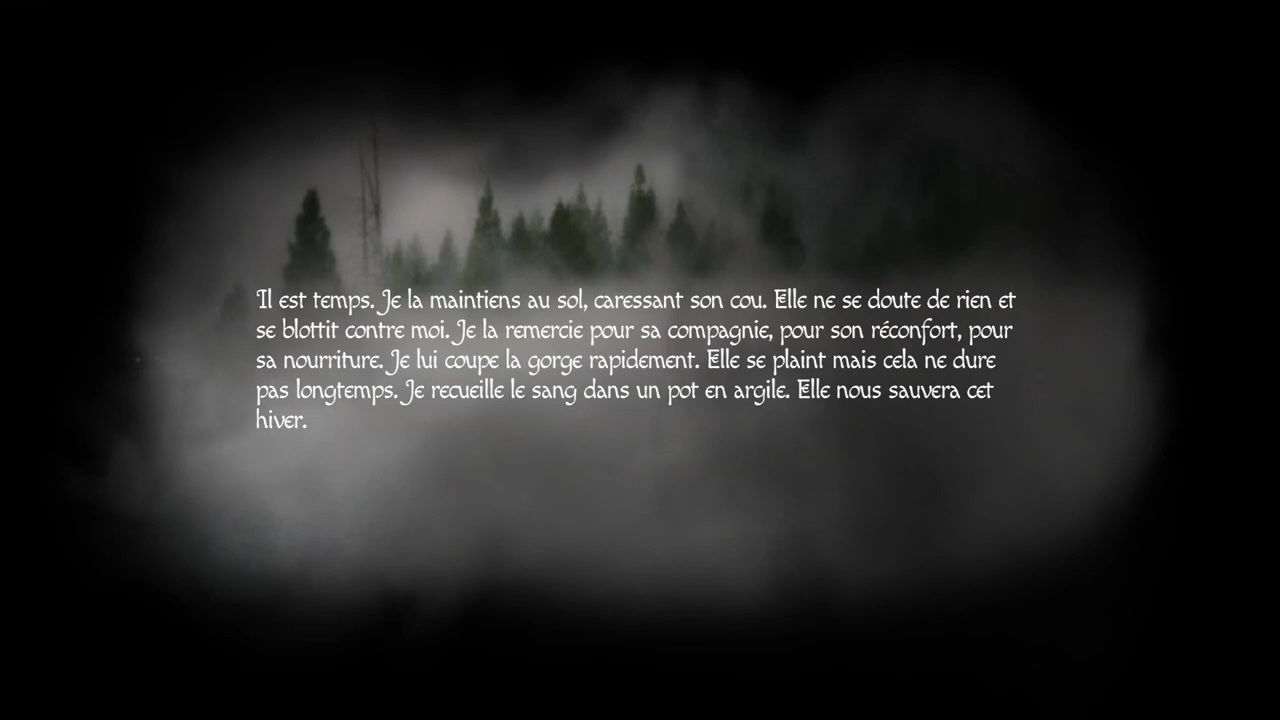 Il est temps. Je la maintiens au sol, caressant son cou. Elle ne se doute de rien et
se blottit contre moi. Je la remercie pour sa compagnie, pour son réconfort, pour
sa nourriture. Je lui coupe la gorge rapidement. Elle se plaint mais cela ne dure
pas longtemps. Je recueille le sang dans un pot en argile. Elle nous sauvera cet
hiver.